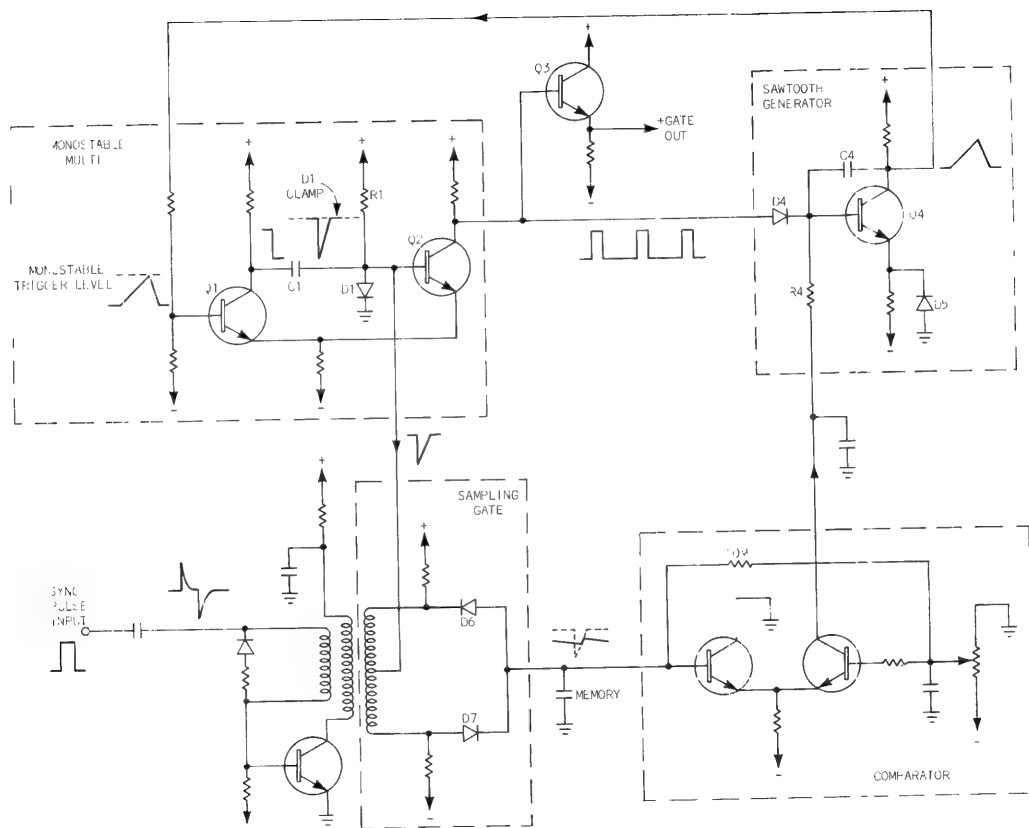 SAWTOOTH
GENERATOR
+
Q3
+
+GATE
OUT
-
MONOSTABLE
MULTI
+
+
+
D1
CLAMP
R1
C4
Q4
Q2
D4
MONOSTABLE
TRIGGER LEVEL
Q1
C1
D1
R4
D5
-
-
-
+
SAMPLING
GATE
+
SYNC
PULSE
INPUT
D6
MEMORY
D7
-
-
-
COMPARATOR